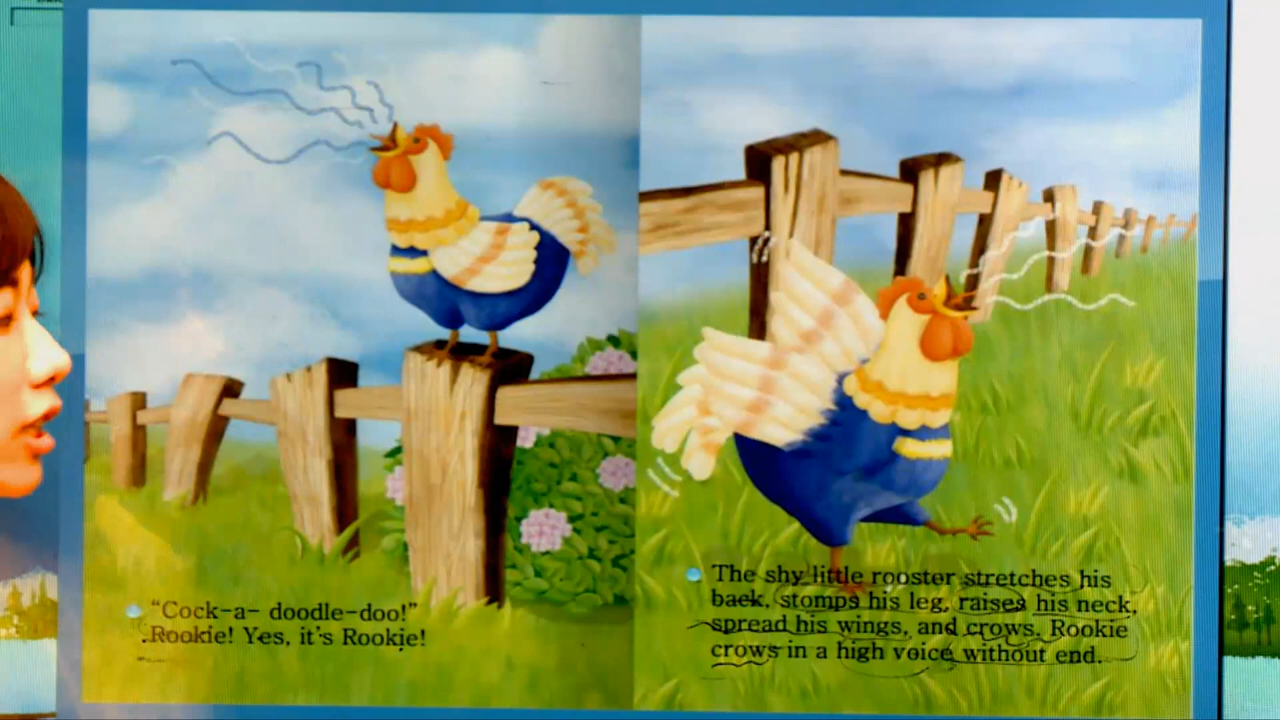 “Cock-a- doodle-doo!”
Rookie! Yes, it's Rookie!
The shy little rooster stretches his
back, stomps his leg, raises his neck,
spread his wings, and crows. Rookie
crows in a high voice without end.